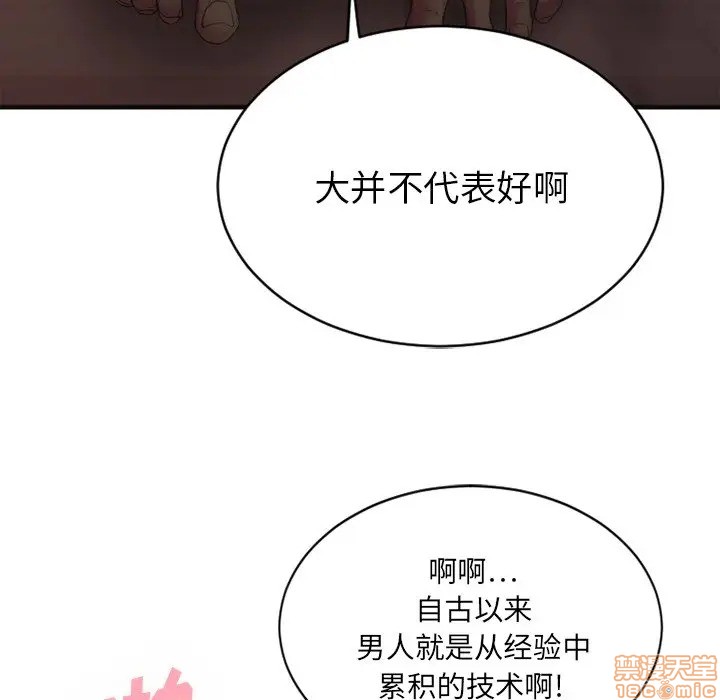 大并不代表好啊
啊啊...
自古以来
男人就是从经验中
累积的技术啊!
禁漫天堂
18comic